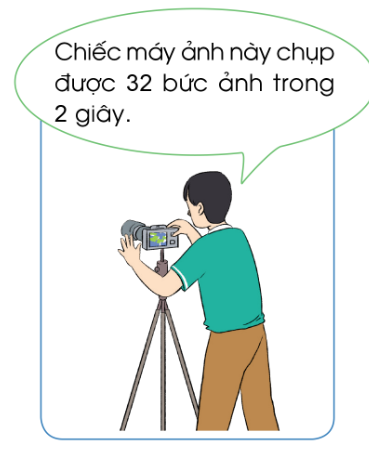 Chiếc máy ảnh này chụp
được 32 bức ảnh trong
2 giây.